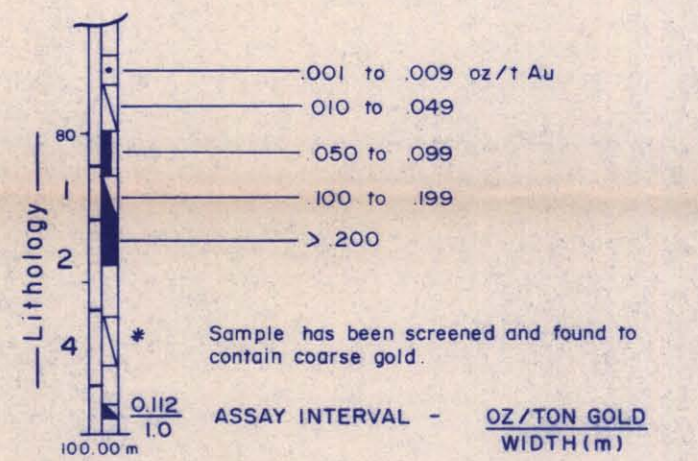 .001 to .009 oz/t Au
.010 to .049
80
.050 to .099
1
.100 to .199
Lithology
> .200
2
* Sample has been screened and found to
4
contain coarse gold.
0.112
1.0
ASSAY INTERVAL - OZ/TON GOLD
WIDTH(m)
100.00 m